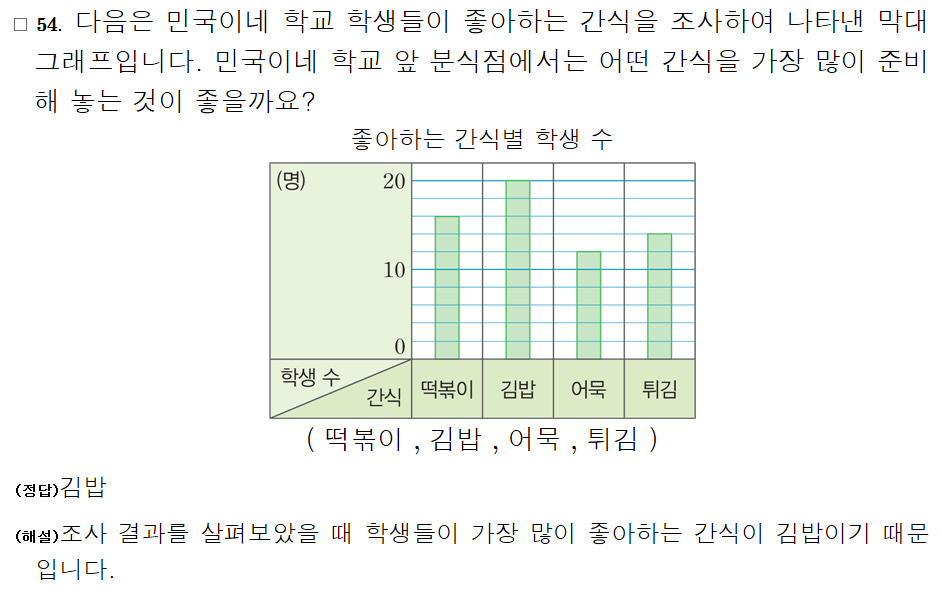 □ 54. 다음은 민국이네 학교 학생들이 좋아하는 간식을 조사하여 나타낸 막대
그래프입니다. 민국이네 학교 앞 분식점에서는 어떤 간식을 가장 많이 준비
해 놓는 것이 좋을까요?
좋아하는 간식별 학생 수
(명) 20
10
0
학생 수
간식 떡볶이 김밥 어묵 튀김
( 떡볶이 , 김밥 , 어묵 , 튀김 )
(정답)김밥
(해설)조사 결과를 살펴보았을 때 학생들이 가장 많이 좋아하는 간식이 김밥이기 때문
입니다.